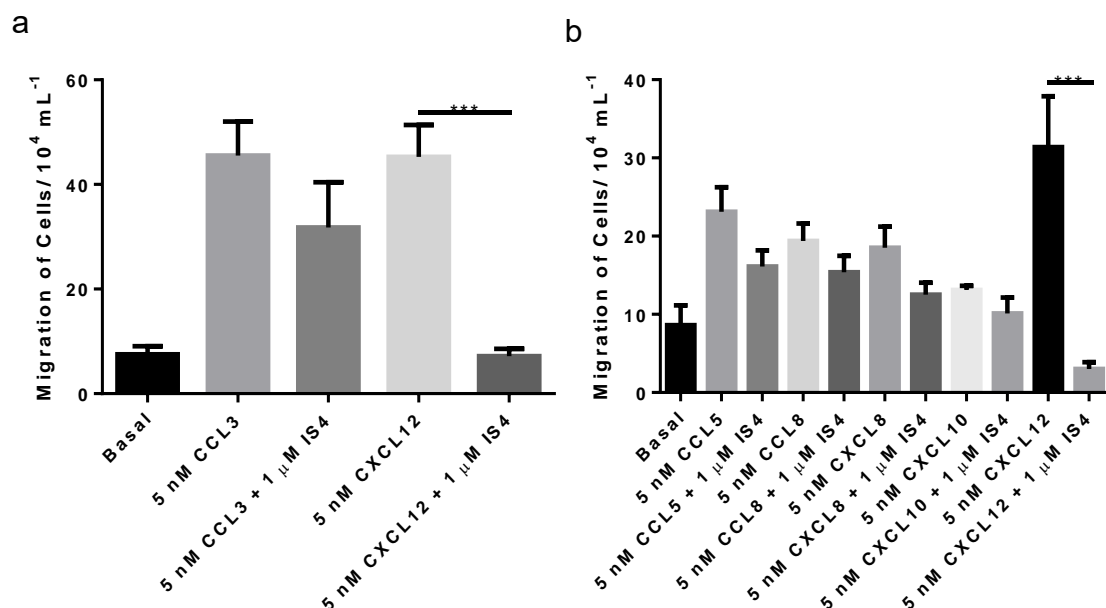 a
Migration of Cells/ 10⁴ mL⁻¹
60
40
20
0
***
Basal
5 nM CCL3
5 nM CCL3 + 1 μM IS4
5 nM CXCL12
5 nM CXCL12 + 1 μM IS4
b
Migration of Cells/ 10⁴ mL⁻¹
40
30
20
10
0
***
Basal
5 nM CCL5
5 nM CCL5 + 1 μM IS4
5 nM CCL8
5 nM CCL8 + 1 μM IS4
5 nM CXCL8
5 nM CXCL8 + 1 μM IS4
5 nM CXCL10
5 nM CXCL10 + 1 μM IS4
5 nM CXCL12
5 nM CXCL12 + 1 μM IS4